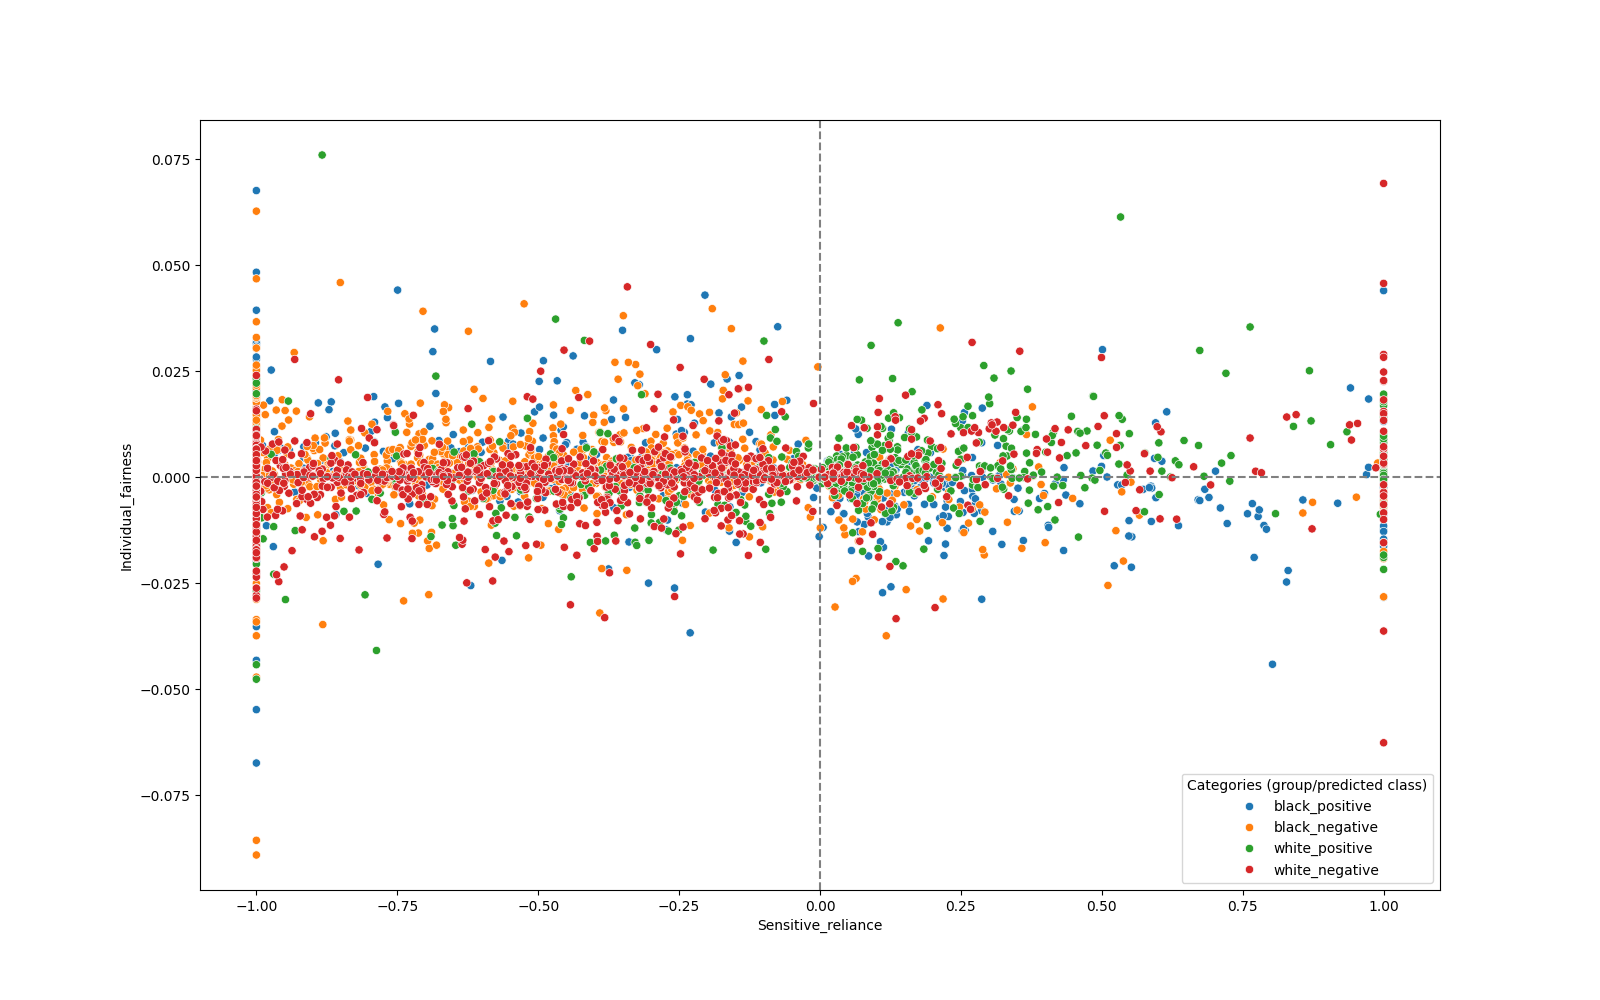 0.075
0.050
0.025
0.000
−0.025
−0.050
−0.075
Individual_fairness
−1.00 −0.75 −0.50 −0.25 0.00 0.25 0.50 0.75 1.00
Sensitive_reliance
Categories (group/predicted class)
black_positive
black_negative
white_positive
white_negative